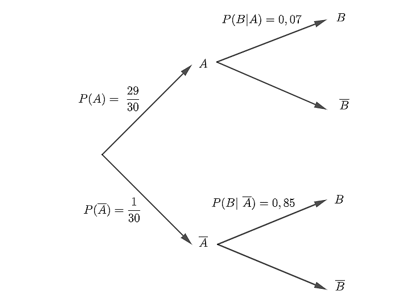 P(B|A) = 0,07
B
A
P(A) = 29/30
B̅
P(A̅) = 1/30
P(B| A̅) = 0,85
B
A̅
B̅